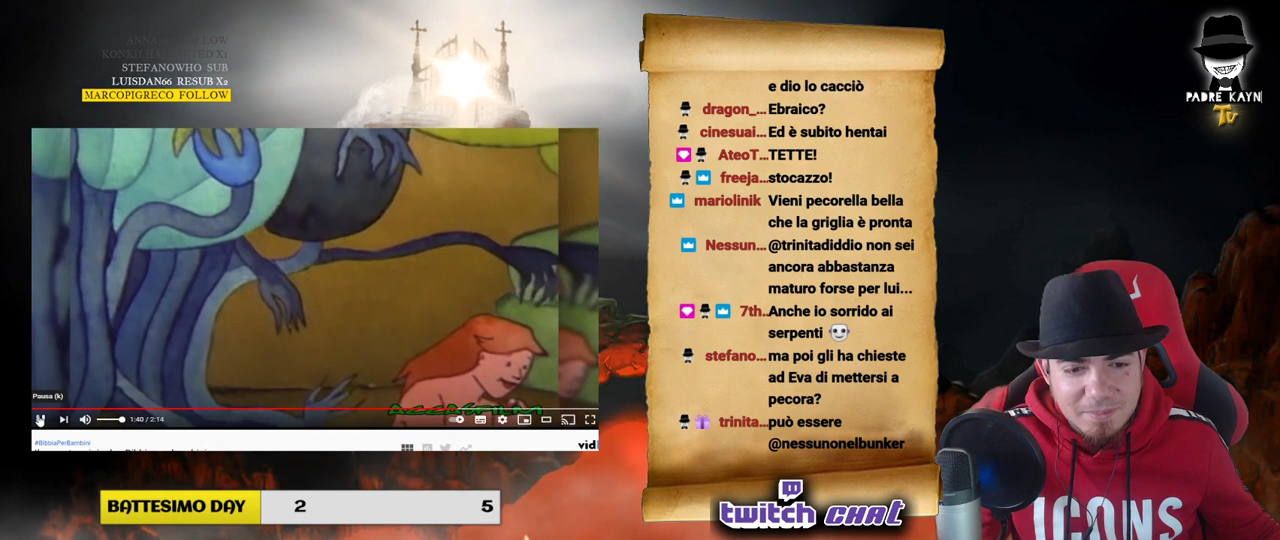 STEFANOWHO SUB
LUISDAN66 RESUB X2
MARCOPIGRECO FOLLOW
Pausa (k)
1:40 / 2:14
#BibbiaPerBambini
vid
BATTESIMO DAY 2 5
e dio lo cacciò
dragon_... Ebraico?
cinesuai... Ed è subito hentai
AteoT... TETTE!
freeja... stocazzo!
mariolinik Vieni pecorella bella
che la griglia è pronta
Nessun... @trinitadiddio non sei
ancora abbastanza
maturo forse per lui...
7th... Anche io sorrido ai
serpenti
stefano... ma poi gli ha chieste
ad Eva di mettersi a
pecora?
trinita... può essere
@nessunonelbunker
twitch CHAT
PADRE KAYN
Tv
ICONS